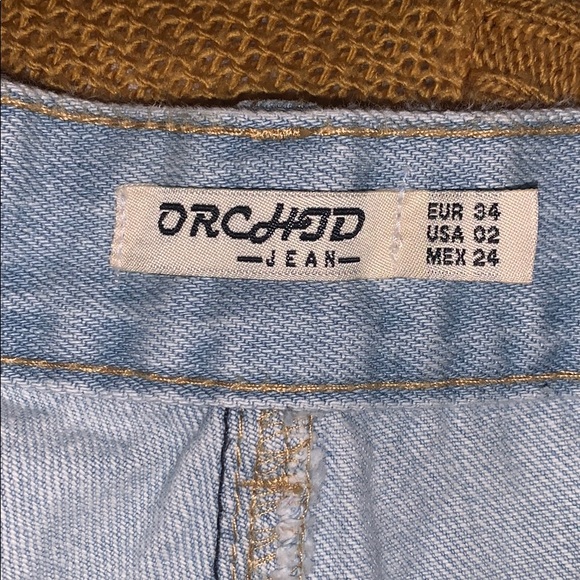 ORCHID
JEAN
EUR 34
USA 02
MEX 24